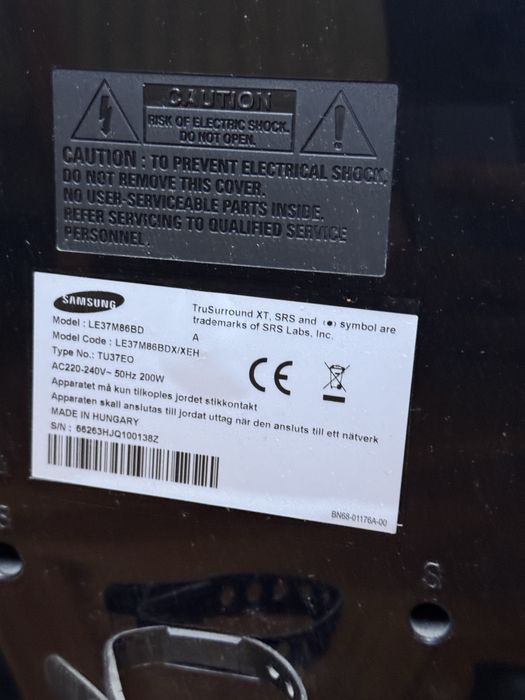 CAUTION
RISK OF ELECTRIC SHOCK.
DO NOT OPEN.
CAUTION : TO PREVENT ELECTRICAL SHOCK,
DO NOT REMOVE THIS COVER.
NO USER-SERVICEABLE PARTS INSIDE.
REFER SERVICING TO QUALIFIED SERVICE
PERSONNEL.
SAMSUNG
Model : LE37M86BD
Model Code : LE37M86BDX/XEH
Type No.: TU37EO
AC220-240V~ 50Hz 200W
TruSurround XT, SRS and (●) symbol are
trademarks of SRS Labs, Inc.
A
CE
Apparatet må kun tilkoples jordet stikkontakt
Apparaten skall anslutas till jordat uttag när den ansluts till ett nätverk
MADE IN HUNGARY
S/N : 66263HJQ100138Z
BN68-01176A-00
S
S